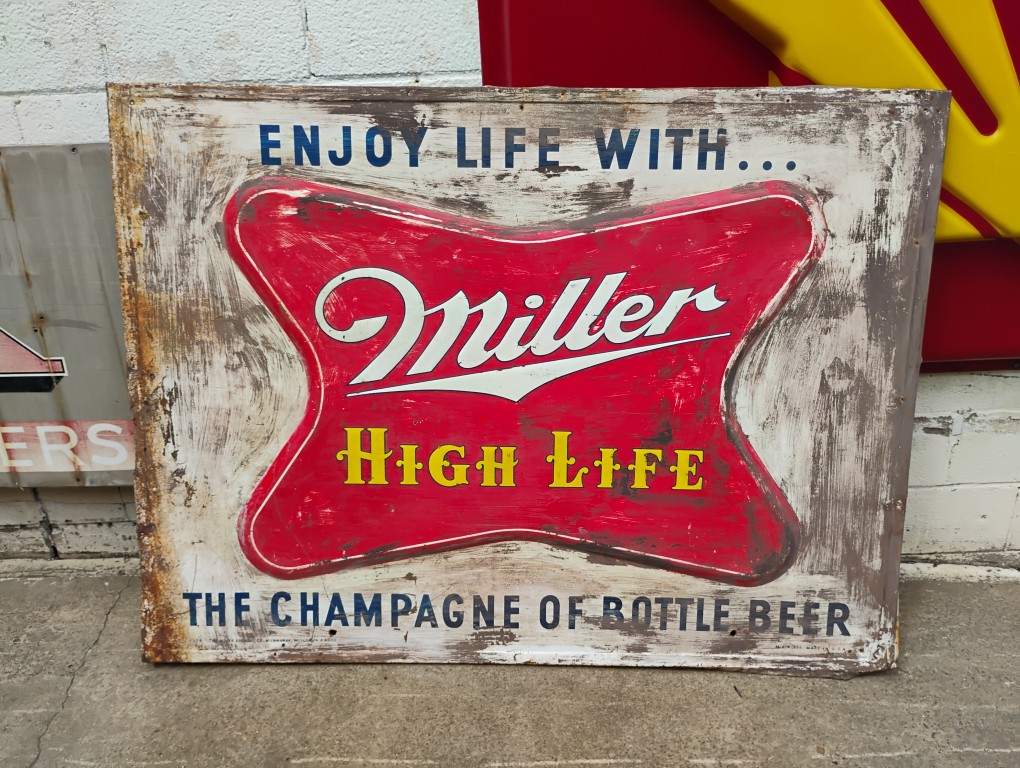 ENJOY LIFE WITH...
Miller
HIGH LIFE
THE CHAMPAGNE OF BOTTLE BEER
ERS